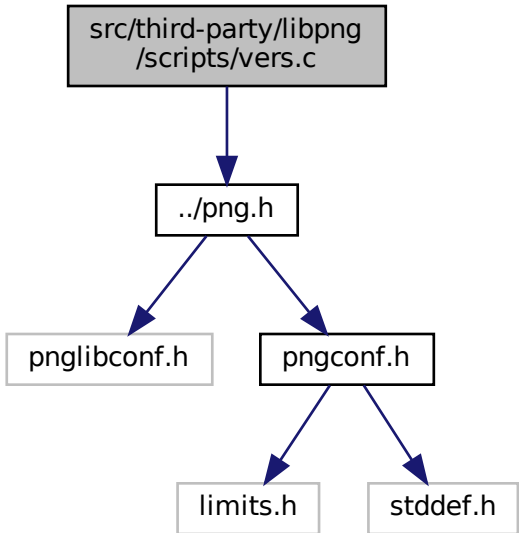 src/third-party/libpng
/scripts/vers.c
../png.h
pnglibconf.h
pngconf.h
limits.h
stddef.h